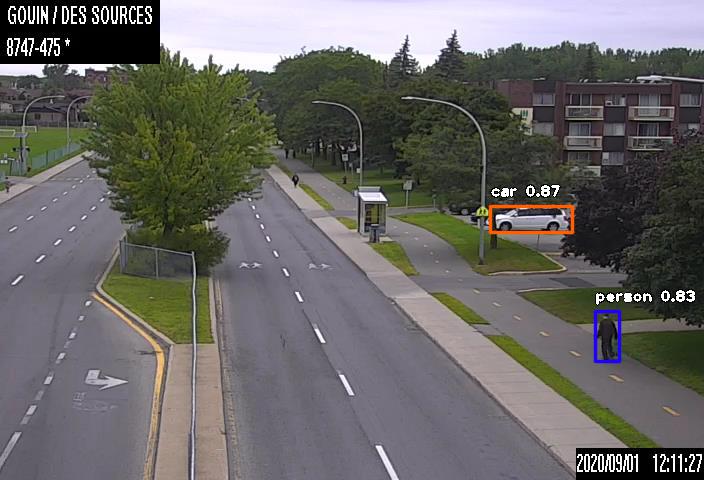 GOUIN / DES SOURCES
8747-475 *
car 0.87
person 0.83
2020/09/01 12:11:27